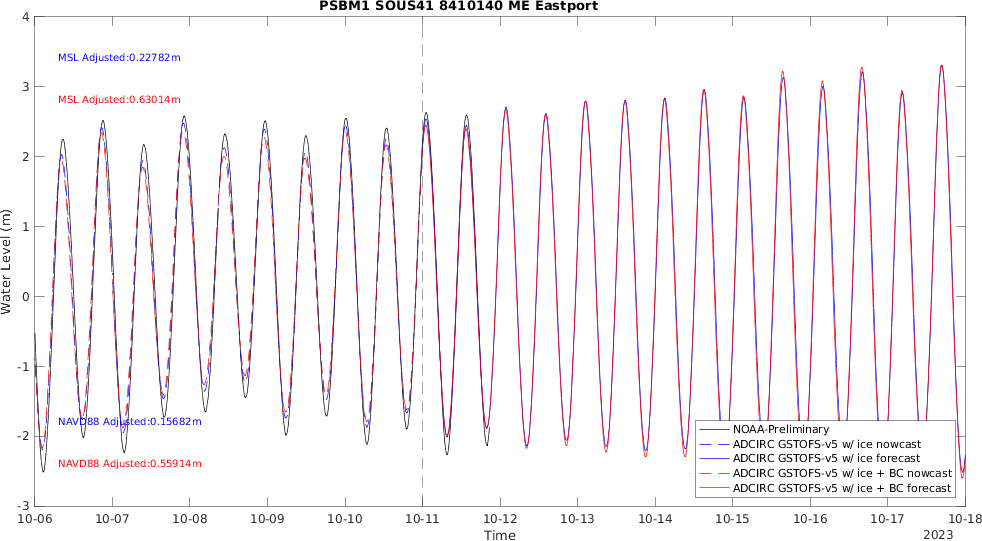 PSBM1 SOUS41 8410140 ME Eastport
4
3
2
1
0
-1
-2
-3
Water Level (m)
MSL Adjusted:0.22782m
MSL Adjusted:0.63014m
NAVD88 Adjusted:0.15682m
NAVD88 Adjusted:0.55914m
NOAA-Preliminary
ADCIRC GSTOFS-v5 w/ ice nowcast
ADCIRC GSTOFS-v5 w/ ice forecast
ADCIRC GSTOFS-v5 w/ ice + BC nowcast
ADCIRC GSTOFS-v5 w/ ice + BC forecast
10-06 10-07 10-08 10-09 10-10 10-11 10-12 10-13 10-14 10-15 10-16 10-17 10-18
Time
2023